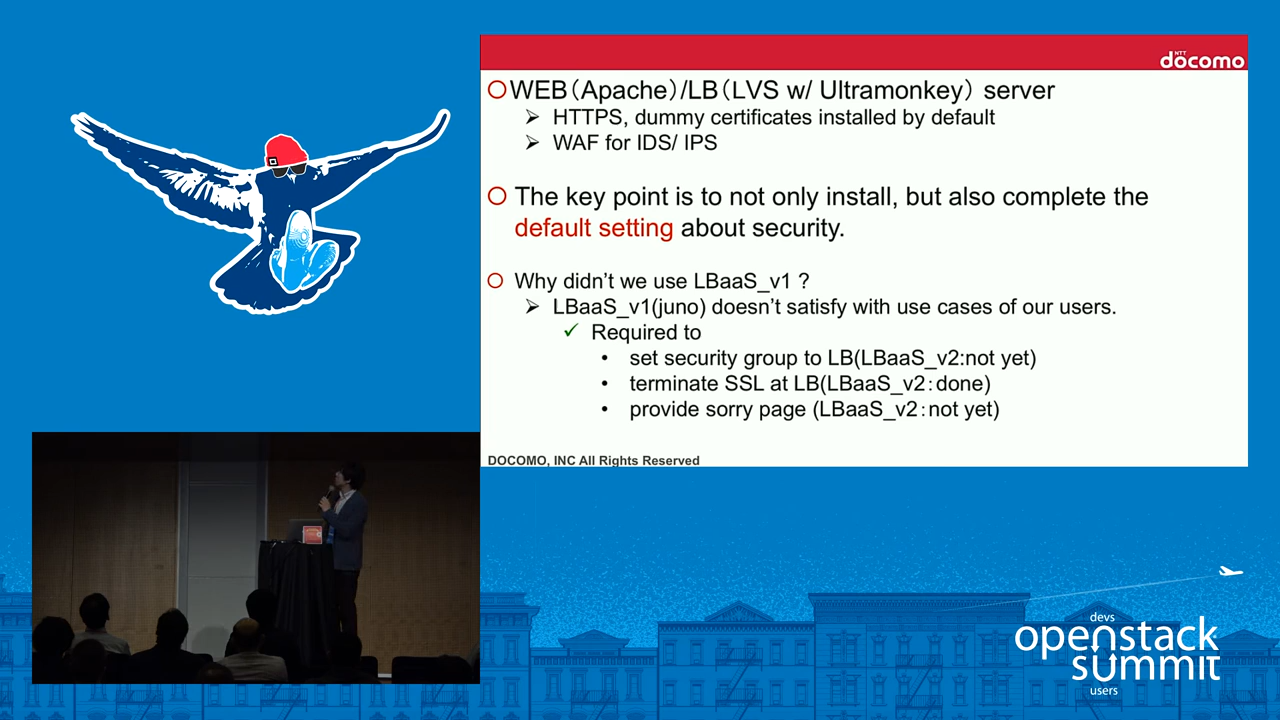 NTT
döcomo
○WEB（Apache）/LB（LVS w/ Ultramonkey） server
➢ HTTPS, dummy certificates installed by default
➢ WAF for IDS/ IPS
○ The key point is to not only install, but also complete the
default setting about security.
○ Why didn't we use LBaaS_v1 ?
➢ LBaaS_v1(juno) doesn't satisfy with use cases of our users.
✓ Required to
• set security group to LB(LBaaS_v2:not yet)
• terminate SSL at LB(LBaaS_v2：done)
• provide sorry page (LBaaS_v2：not yet)
DOCOMO, INC All Rights Reserved
devs
openstack
summit
users